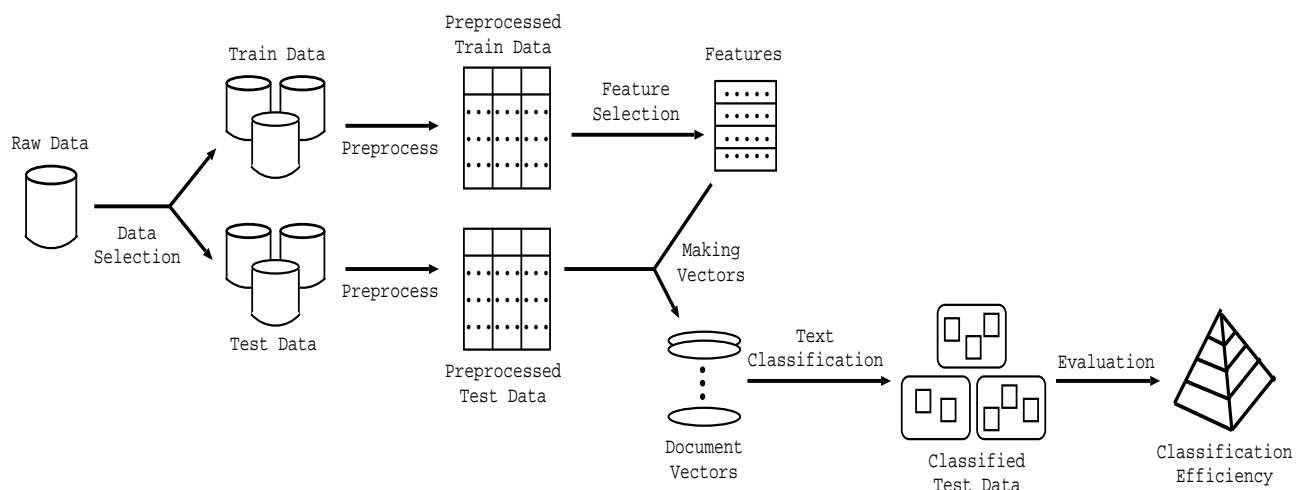 Raw Data
Data
Selection
Train Data
Test Data
Preprocess
Preprocess
Preprocessed
Train Data
Preprocessed
Test Data
Feature
Selection
Features
Making
Vectors
Document
Vectors
Text
Classification
Classified
Test Data
Evaluation
Classification
Efficiency